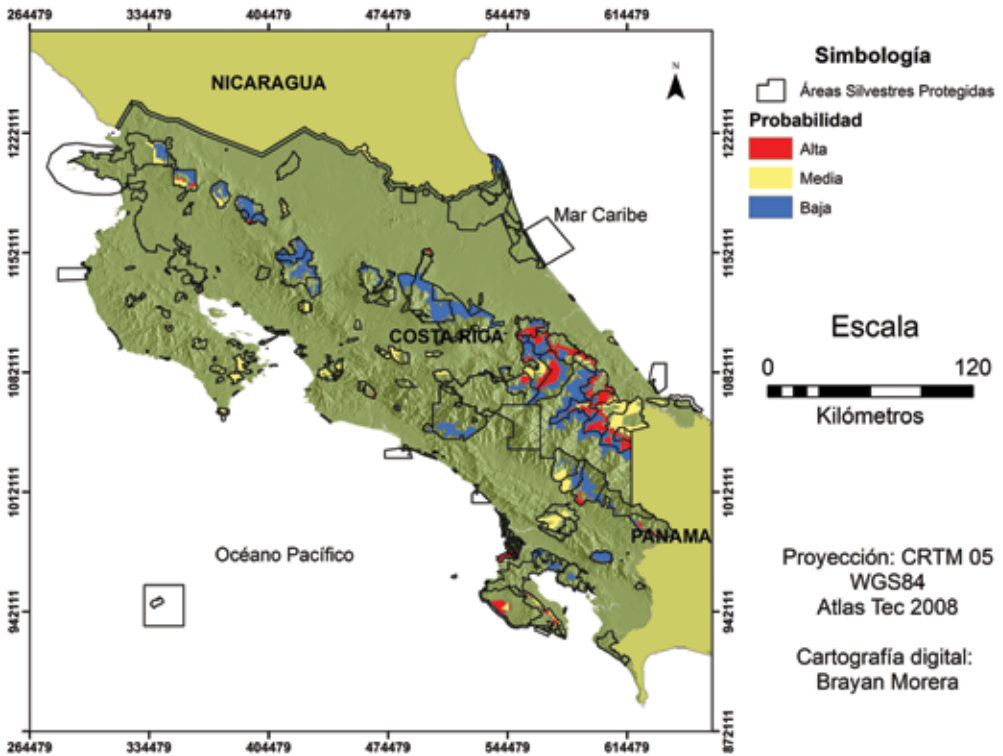 264479 334479 404479 474479 544479 614479
NICARAGUA
N
Mar Caribe
COSTA RICA
PANAMA
Océano Pacífico
1222111
1152111
1082111
1012111
942111
1222111
1152111
1082111
1012111
942111
872111
264479 334479 404479 474479 544479 614479
Simbología
Áreas Silvestres Protegidas
Probabilidad
Alta
Media
Baja
Escala
0 120
Kilómetros
Proyección: CRTM 05
WGS84
Atlas Tec 2008
Cartografía digital:
Brayan Morera